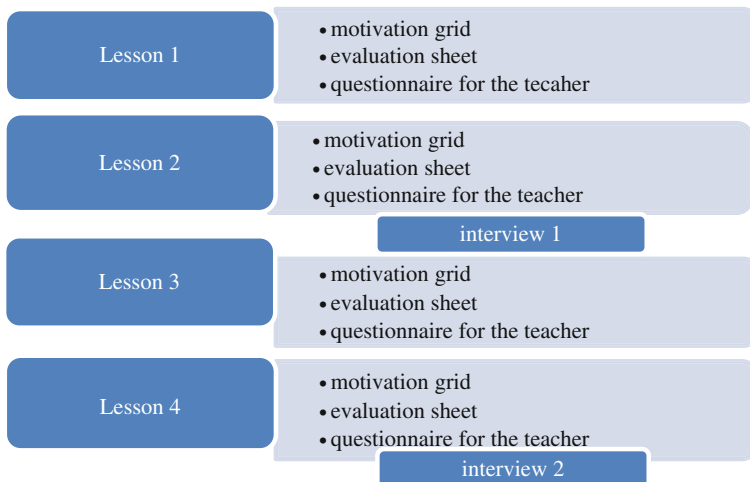 Lesson 1
• motivation grid
• evaluation sheet
• questionnaire for the tecaher
Lesson 2
• motivation grid
• evaluation sheet
• questionnaire for the teacher
interview 1
Lesson 3
• motivation grid
• evaluation sheet
• questionnaire for the teacher
Lesson 4
• motivation grid
• evaluation sheet
• questionnaire for the teacher
interview 2